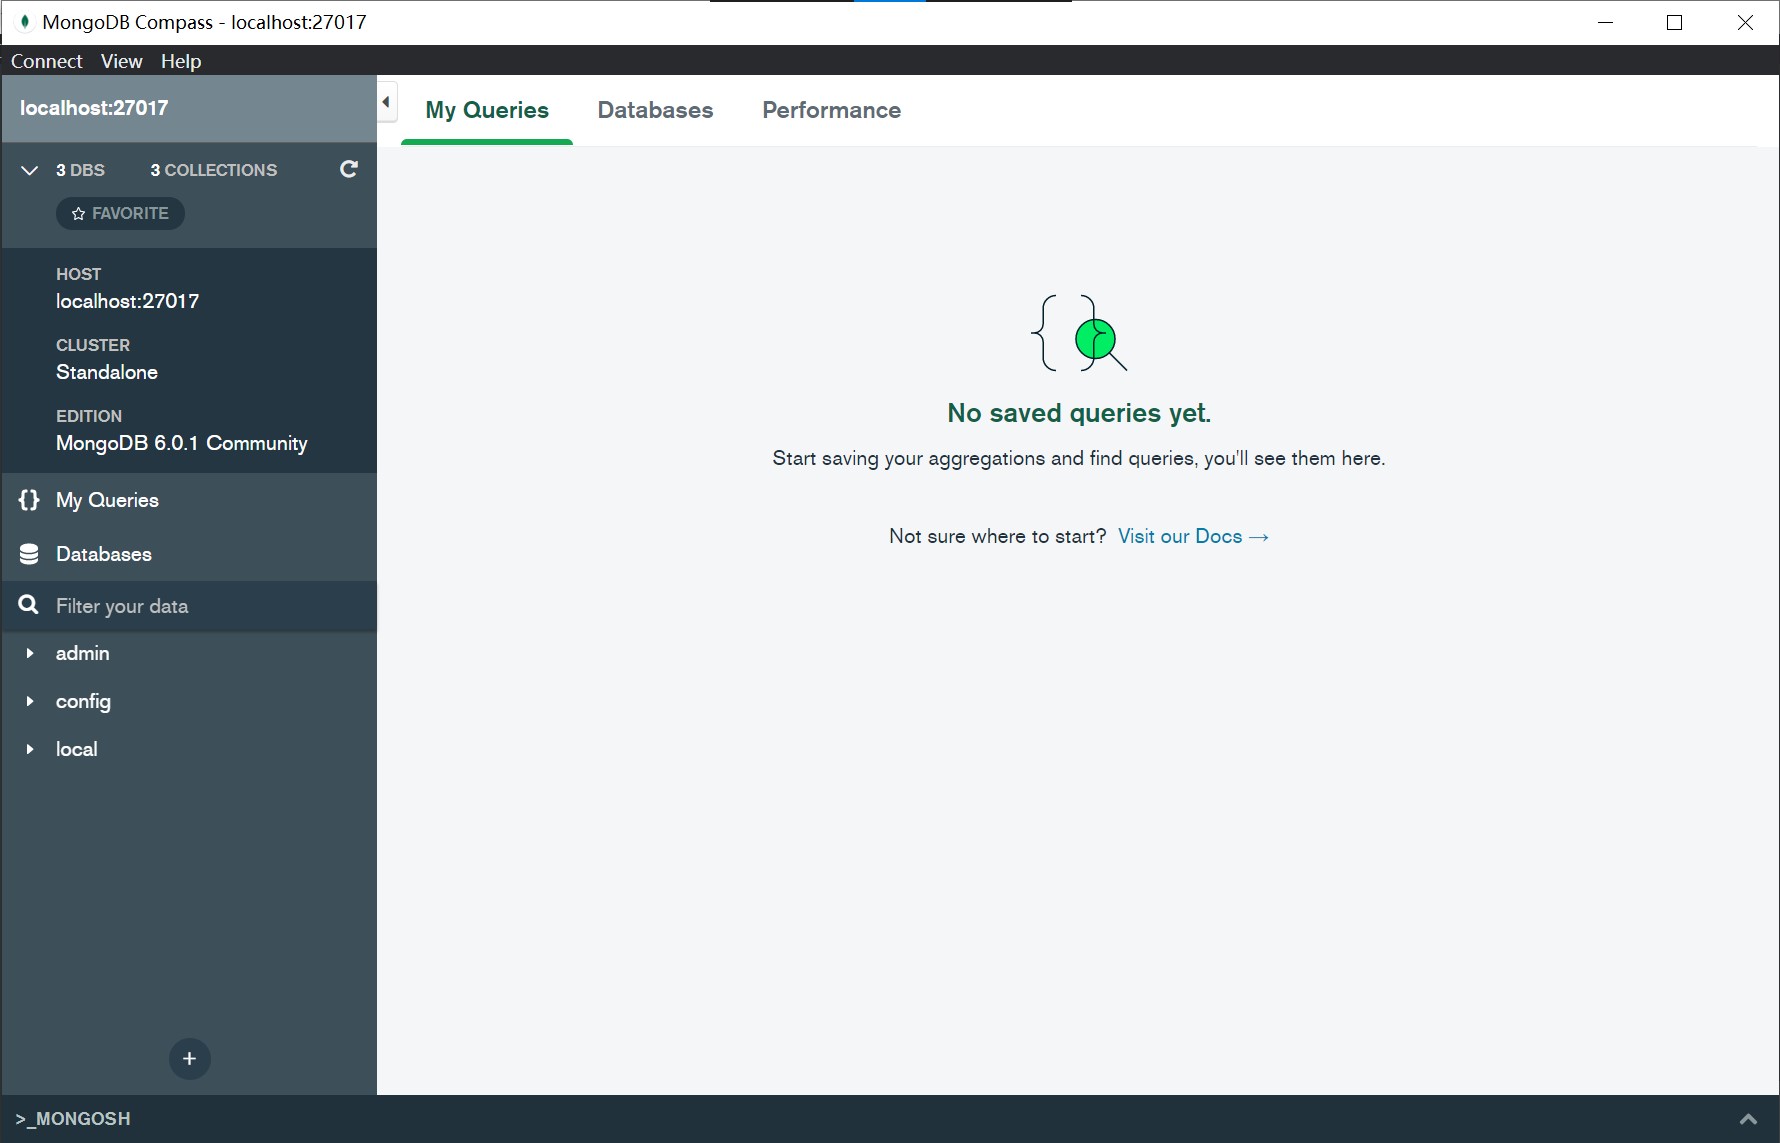 MongoDB Compass - localhost:27017
Connect View Help
localhost:27017
My Queries Databases Performance
3 DBS 3 COLLECTIONS
FAVORITE
HOST
localhost:27017
CLUSTER
Standalone
EDITION
MongoDB 6.0.1 Community
{} My Queries
Databases
Filter your data
admin
config
local
+
{ }
No saved queries yet.
Start saving your aggregations and find queries, you'll see them here.
Not sure where to start? Visit our Docs →
>_MONGOSH